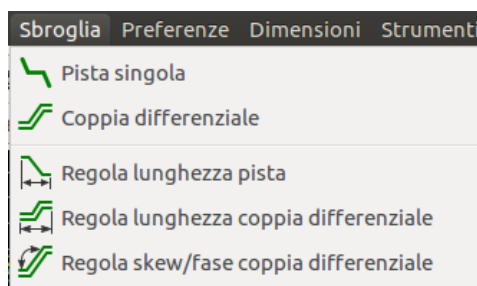 Sbroglia Preferenze Dimensioni Strumenti
Pista singola
Coppia differenziale
Regola lunghezza pista
Regola lunghezza coppia differenziale
Regola skew/fase coppia differenziale